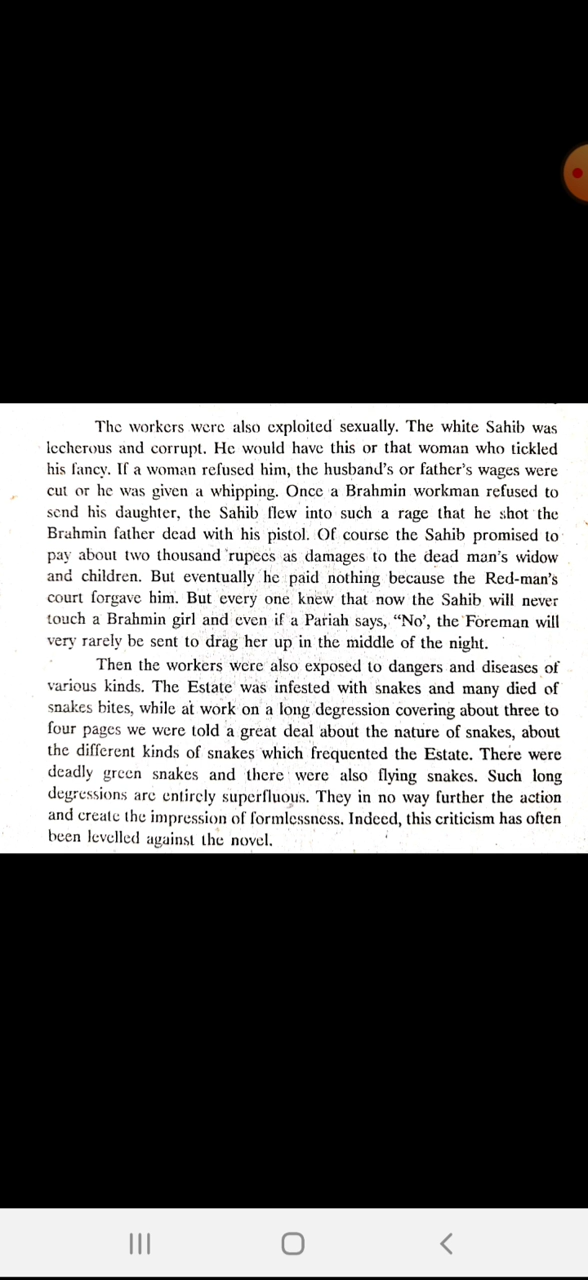 The workers were also exploited sexually. The white Sahib was
lecherous and corrupt. He would have this or that woman who tickled
his fancy. If a woman refused him, the husband's or father's wages were
cut or he was given a whipping. Once a Brahmin workman refused to
send his daughter, the Sahib flew into such a rage that he shot the
Brahmin father dead with his pistol. Of course the Sahib promised to
pay about two thousand rupees as damages to the dead man's widow
and children. But eventually he paid nothing because the Red-man's
court forgave him. But every one knew that now the Sahib will never
touch a Brahmin girl and even if a Pariah says, “No’, the Foreman will
very rarely be sent to drag her up in the middle of the night.
Then the workers were also exposed to dangers and diseases of
various kinds. The Estate was infested with snakes and many died of
snakes bites, while at work on a long degression covering about three to
four pages we were told a great deal about the nature of snakes, about
the different kinds of snakes which frequented the Estate. There were
deadly green snakes and there were also flying snakes. Such long
degressions are entirely superfluous. They in no way further the action
and create the impression of formlessness. Indeed, this criticism has often
been levelled against the novel.